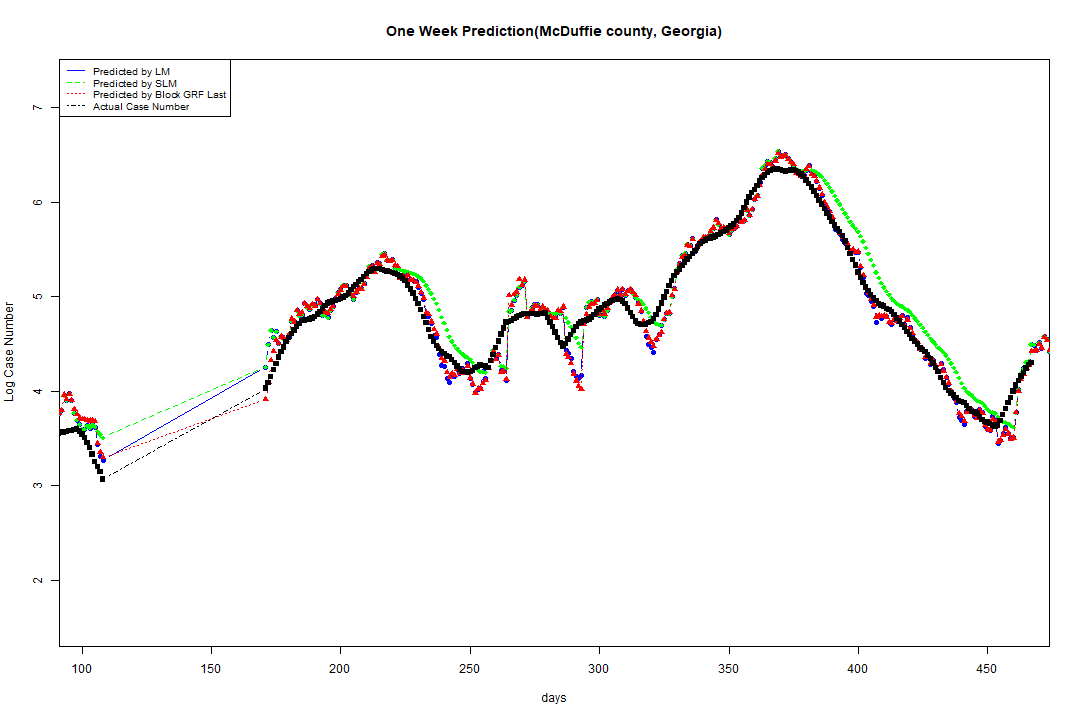 One Week Prediction(McDuffie county, Georgia)
Predicted by LM
Predicted by SLM
Predicted by Block GRF Last
Actual Case Number
7
6
5
4
3
2
Log Case Number
100 150 200 250 300 350 400 450
days